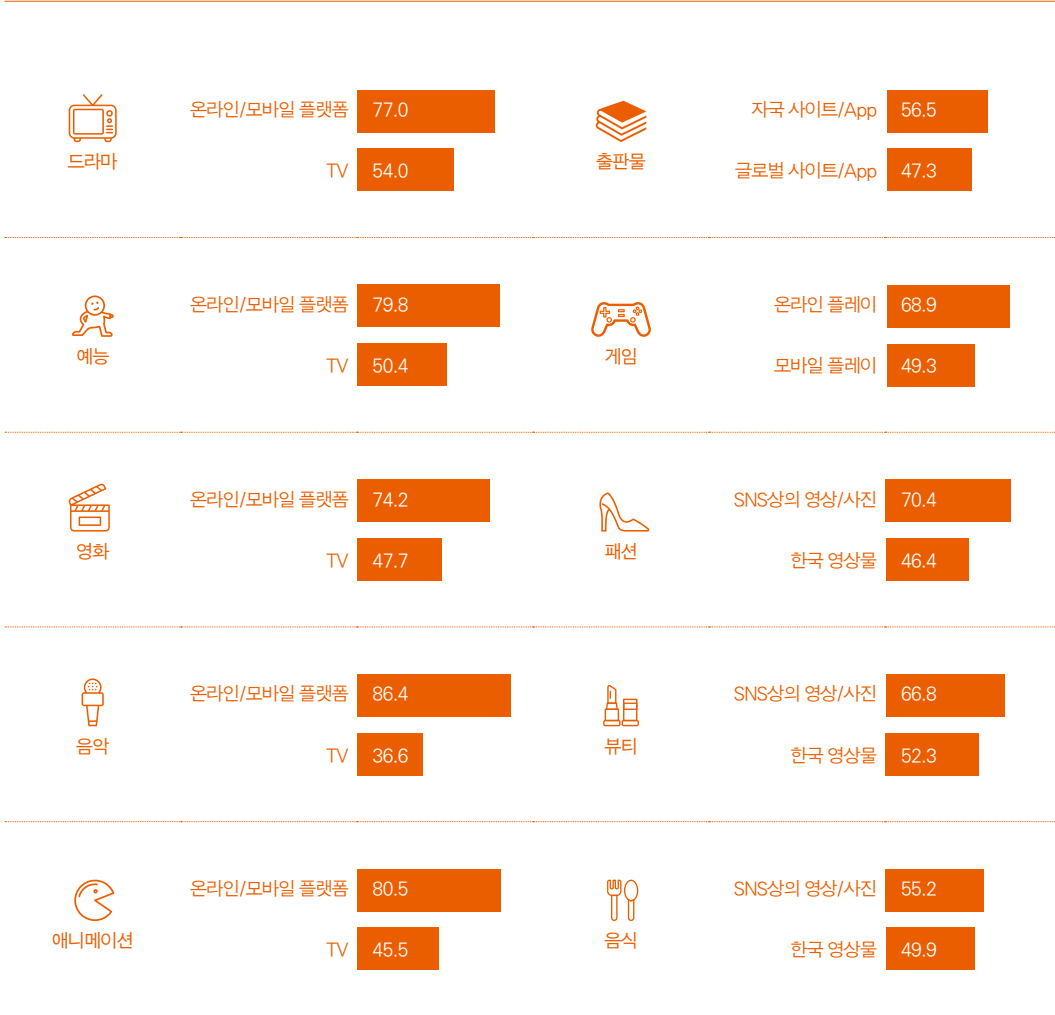 온라인/모바일 플랫폼 77.0
TV 54.0
드라마
자국 사이트/App 56.5
글로벌 사이트/App 47.3
출판물
온라인/모바일 플랫폼 79.8
TV 50.4
예능
온라인 플레이 68.9
모바일 플레이 49.3
게임
온라인/모바일 플랫폼 74.2
TV 47.7
영화
SNS상의 영상/사진 70.4
한국 영상물 46.4
패션
온라인/모바일 플랫폼 86.4
TV 36.6
음악
SNS상의 영상/사진 66.8
한국 영상물 52.3
뷰티
온라인/모바일 플랫폼 80.5
TV 45.5
애니메이션
SNS상의 영상/사진 55.2
한국 영상물 49.9
음식